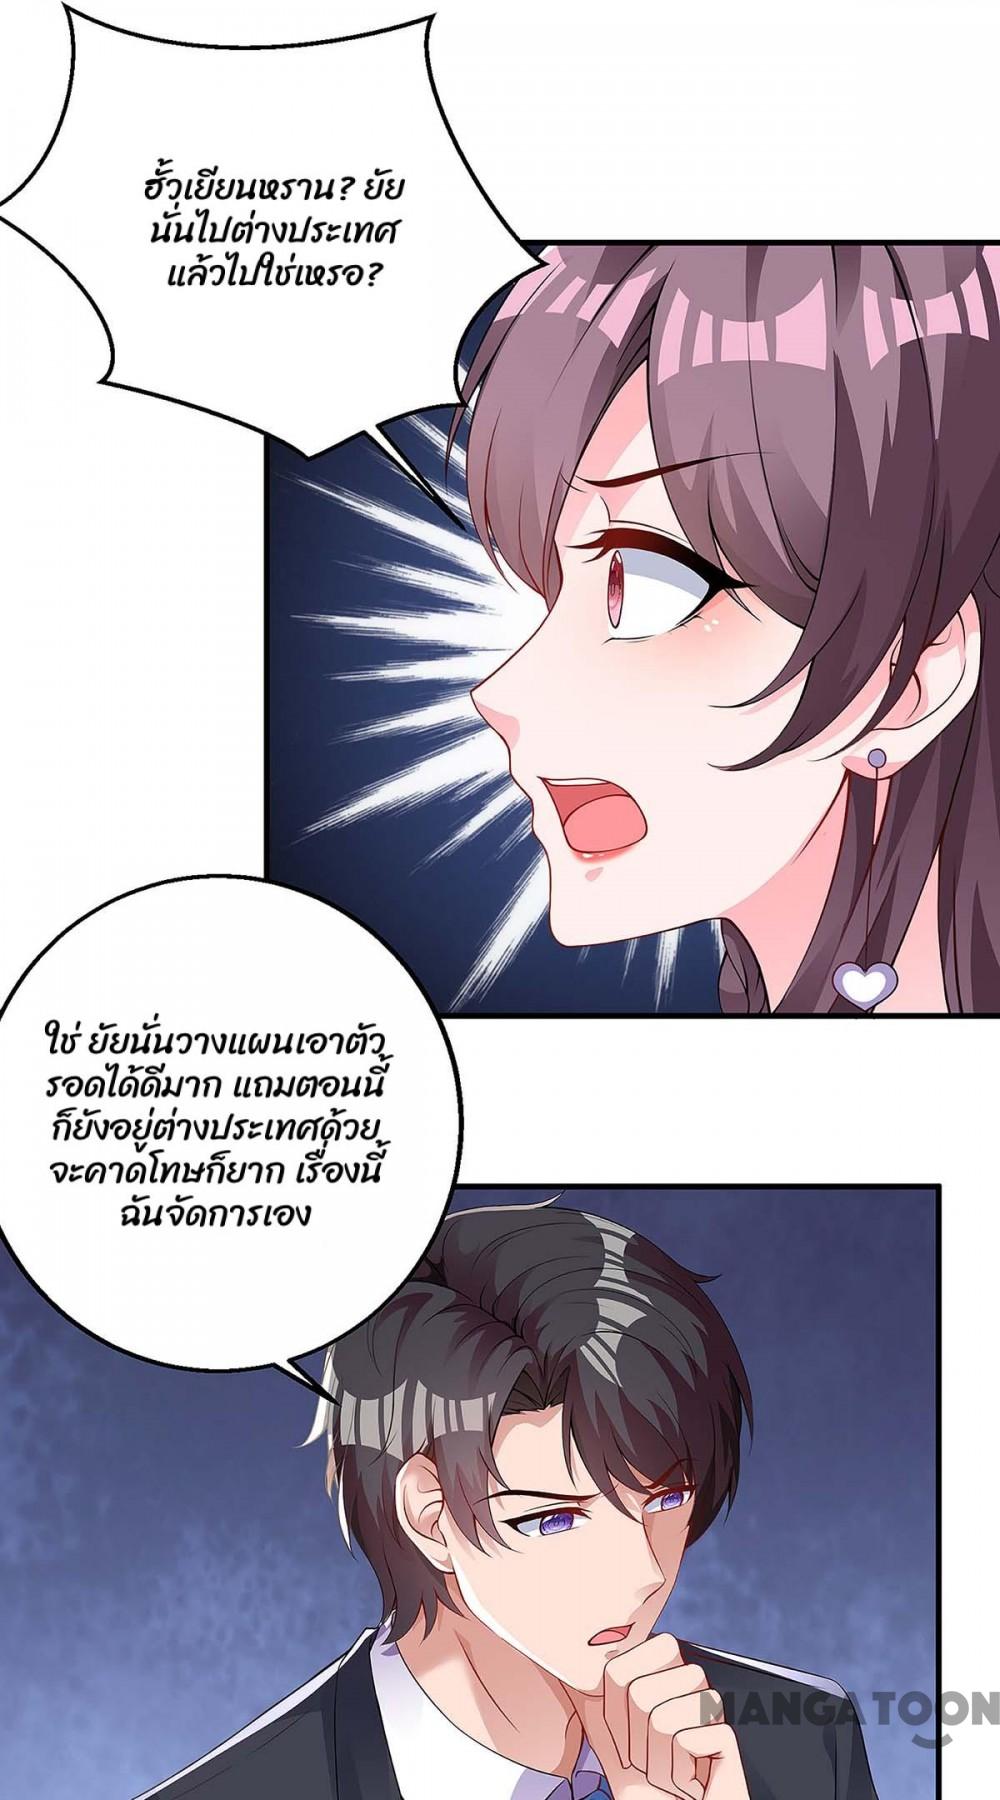 ฮั้วเยียนหราน? ยัย
นั่นไปต่างประเทศ
แล้วไปใช่เหรอ?
ใช่ ยัยนั่นวางแผนเอาตัว
รอดได้ดีมาก แถมตอนนี้
ก็ยังอยู่ต่างประเทศด้วย
จะคาดโทษก็ยาก เรื่องนี้
ฉันจัดการเอง
MANGATOON